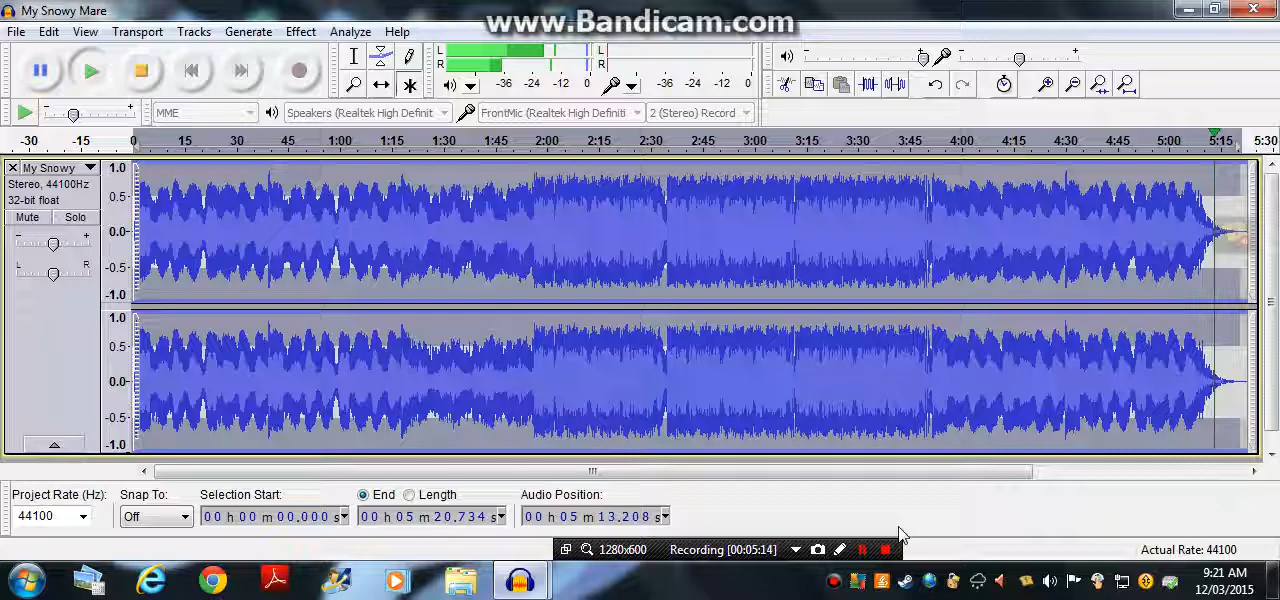 My Snowy Mare
www.Bandicam.com
File Edit View Transport Tracks Generate Effect Analyze Help
L R -36 -24 -12 0 L R -36 -24 -12 0
MME Speakers (Realtek High Definit FrontMic (Realtek High Definiti 2 (Stereo) Record
-30 -15 0 15 30 45 1:00 1:15 1:30 1:45 2:00 2:15 2:30 2:45 3:00 3:15 3:30 3:45 4:00 4:15 4:30 4:45 5:00 5:15 5:30
My Snowy
Stereo, 44100Hz
32-bit float
Mute Solo
- +
L R
1.0
0.5
0.0
-0.5
-1.0
1.0
0.5
0.0
-0.5
-1.0
Project Rate (Hz): Snap To: Selection Start: End Length Audio Position:
44100 Off 00 h 00 m 00.000 s 00 h 05 m 20.734 s 00 h 05 m 13.208 s
1280x600 Recording [00:05:14] Actual Rate: 44100
9:21 AM
12/03/2015